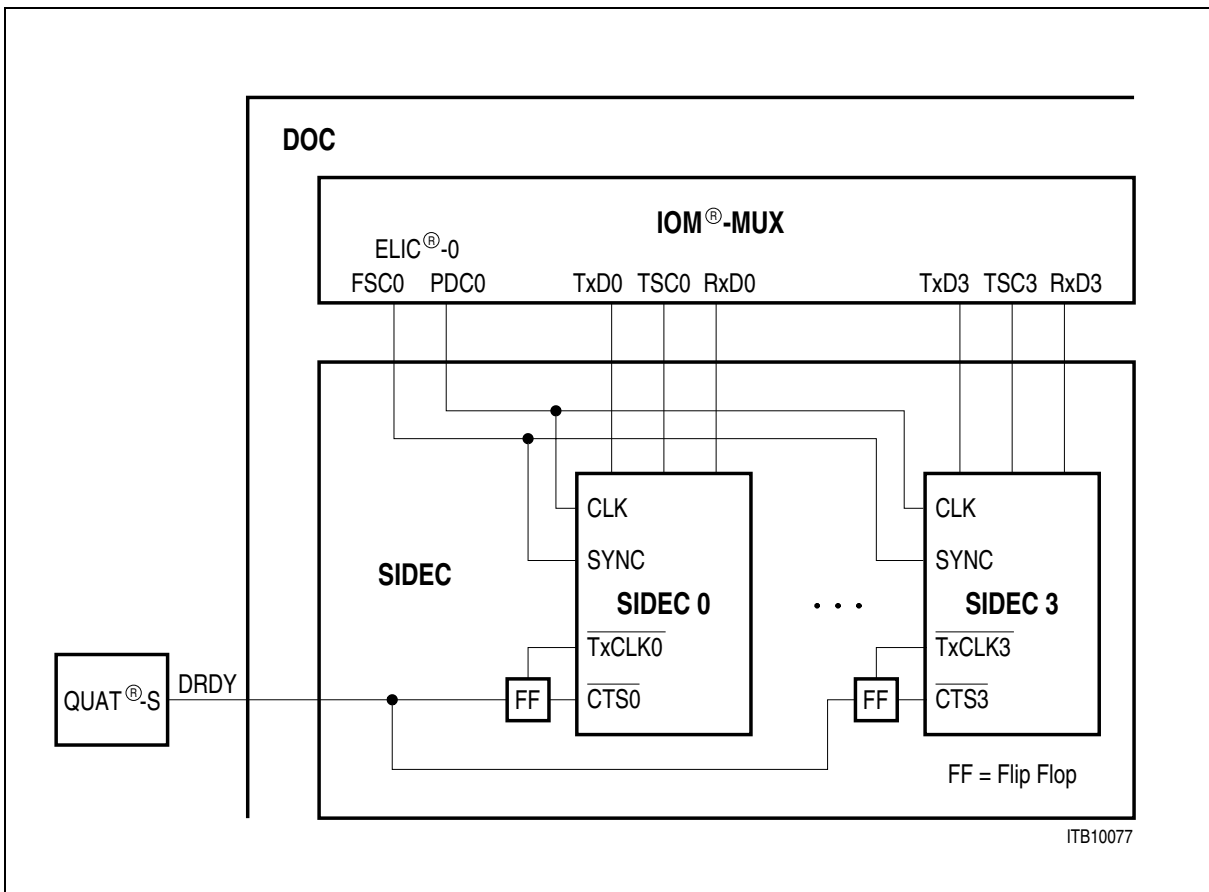 DOC
IOM®-MUX
ELIC®-0
FSC0 PDC0 TxD0 TSC0 RxD0 TxD3 TSC3 RxD3
CLK CLK
SYNC SYNC
SIDEC
SIDEC 0 . . . SIDEC 3
TxCLK0 TxCLK3
QUAT®-S DRDY FF CTS0 FF CTS3
FF = Flip Flop
ITB10077